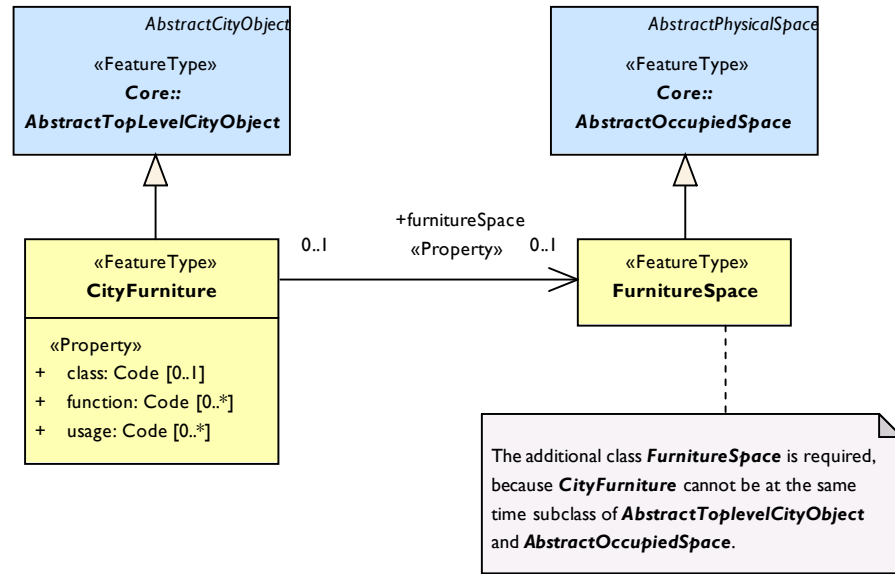 AbstractCityObject
«FeatureType»
Core::
AbstractTopLevelCityObject
AbstractPhysicalSpace
«FeatureType»
Core::
AbstractOccupiedSpace
+furnitureSpace
0..1
«Property»
0..1
«FeatureType»
CityFurniture
«Property»
+ class: Code [0..1]
+ function: Code [0..*]
+ usage: Code [0..*]
«FeatureType»
FurnitureSpace
The additional class FurnitureSpace is required,
because CityFurniture cannot be at the same
time subclass of AbstractToplevelCityObject
and AbstractOccupiedSpace.